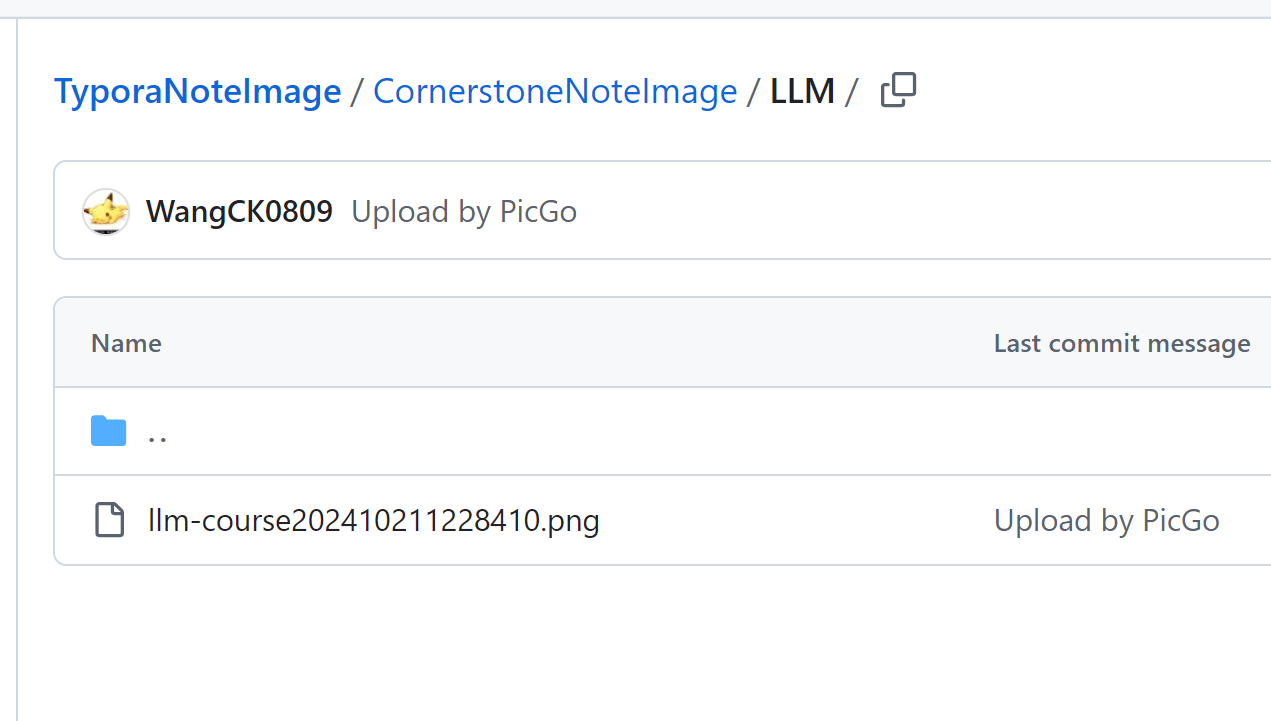 TyporaNoteImage / CornerstoneNoteImage / LLM /
WangCK0809 Upload by PicGo
Name Last commit message
..
llm-course202410211228410.png Upload by PicGo